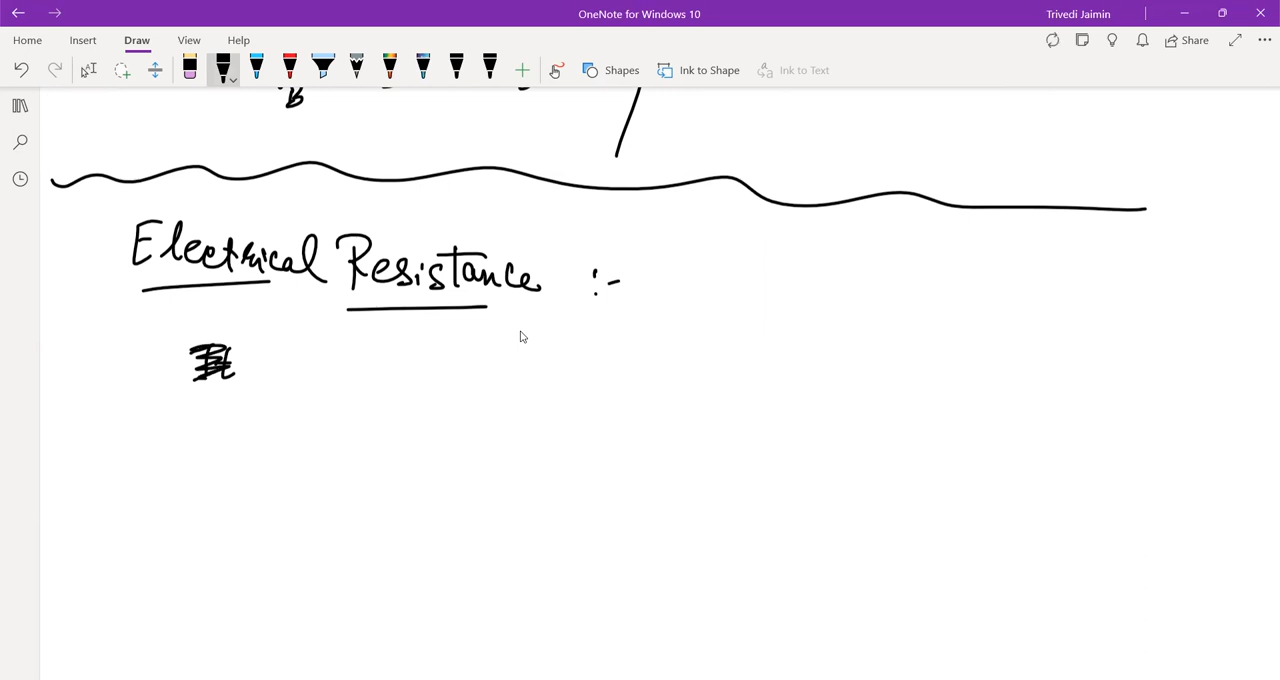 OneNote for Windows 10
Trivedi Jaimin
Home Insert Draw View Help
Share
Shapes Ink to Shape Ink to Text
B
Electrical Resistance :-